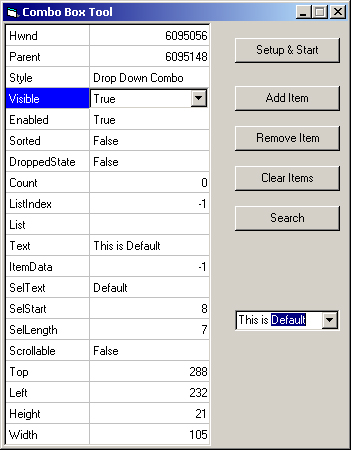 Combo Box Tool
Hwnd 6095056
Parent 6095148
Style Drop Down Combo
Visible True
Enabled True
Sorted False
DroppedState False
Count 0
ListIndex -1
List
Text This is Default
ItemData -1
SelText Default
SelStart 8
SelLength 7
Scrollable False
Top 288
Left 232
Height 21
Width 105
Setup & Start
Add Item
Remove Item
Clear Items
Search
This is Default